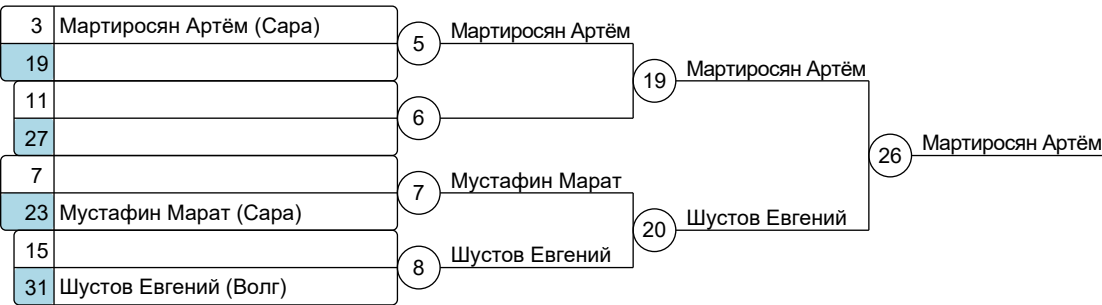 3 Мартиросян Артём (Сара)
19
11
27
7
23 Мустафин Марат (Сара)
15
31 Шустов Евгений (Волг)
5 Мартиросян Артём
6
7 Мустафин Марат
8 Шустов Евгений
19 Мартиросян Артём
20 Шустов Евгений
26 Мартиросян Артём